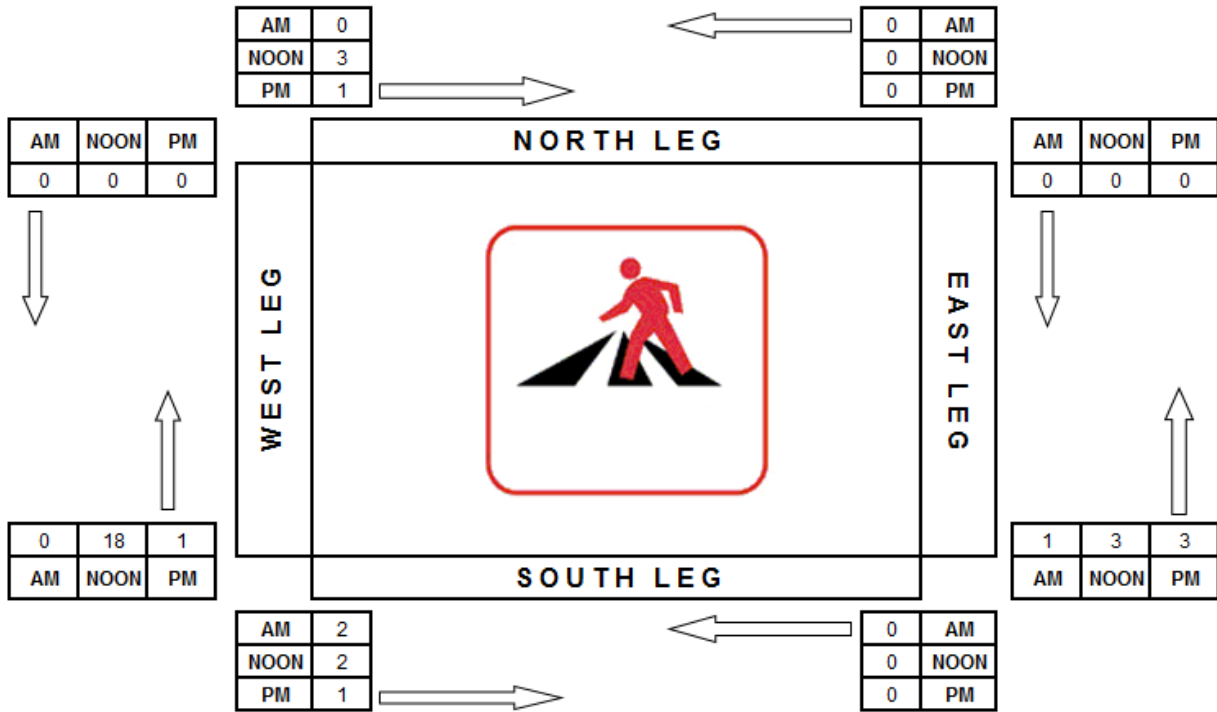 AM 0
NOON 3
PM 1
0 AM
0 NOON
0 PM
NORTH LEG
AM NOON PM
0 0 0
AM NOON PM
0 0 0
WEST LEG
EAST LEG
0 18 1
AM NOON PM
1 3 3
AM NOON PM
SOUTH LEG
AM 2
NOON 2
PM 1
0 AM
0 NOON
0 PM